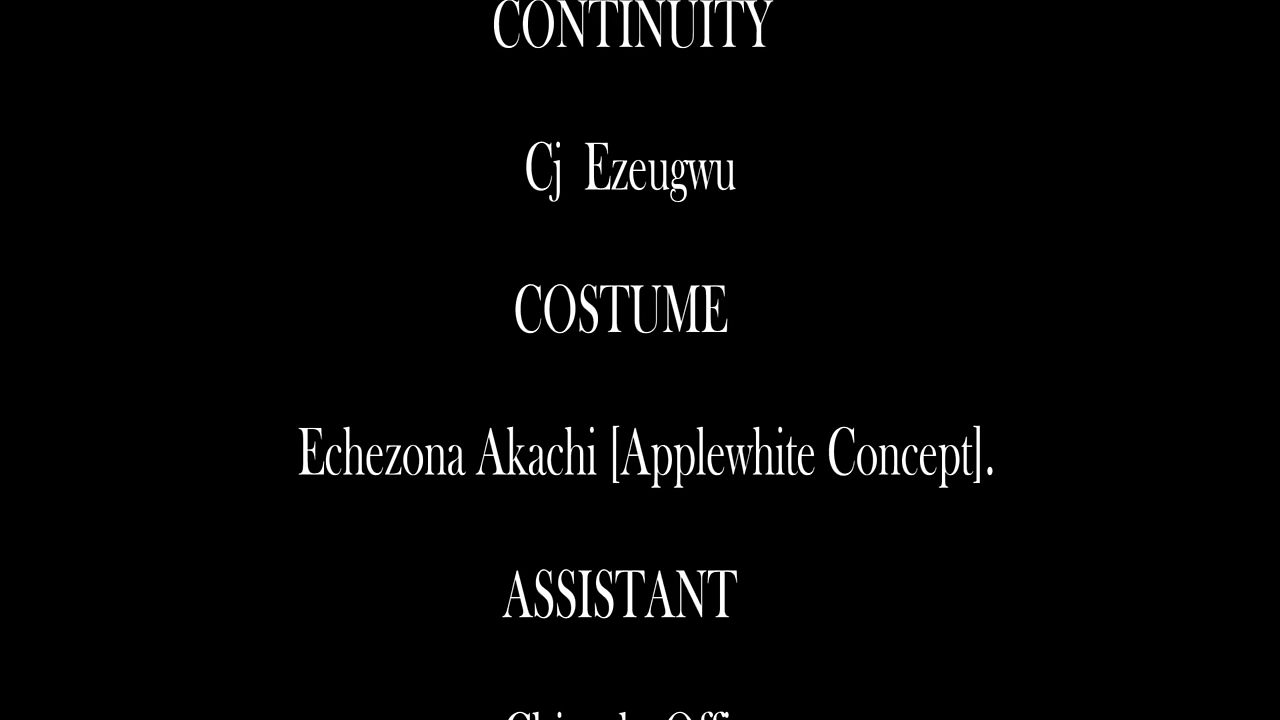 CONTINUITY
Cj Ezeugwu
COSTUME
Echezona Akachi [Applewhite Concept].
ASSISTANT